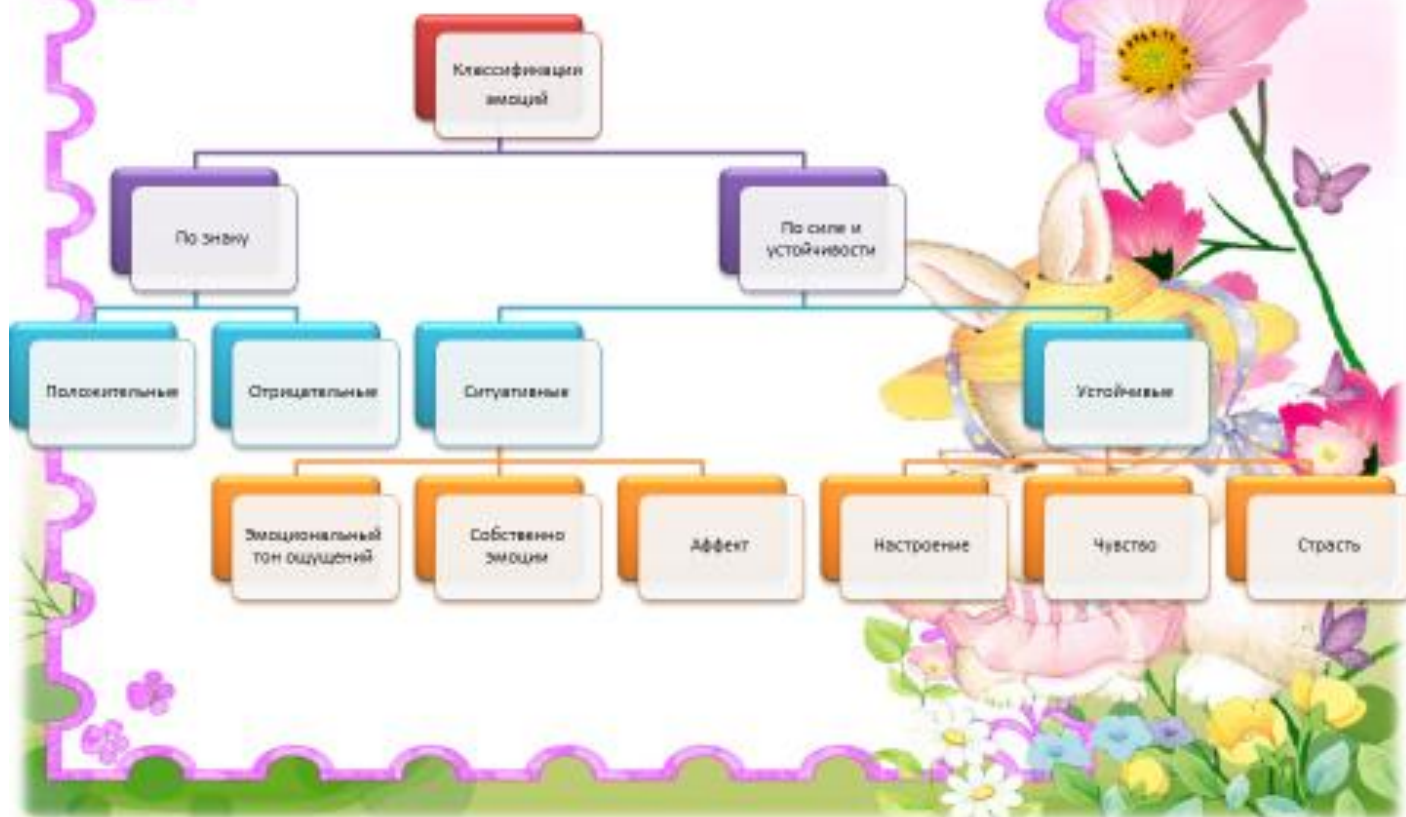 Классификации
эмоций
По знаку
По силе и
устойчивости
Положительные
Отрицательные
Ситуативные
Устойчивые
Эмоциональный
тон ощущений
Собственно
эмоции
Аффект
Настроение
Чувство
Страсть